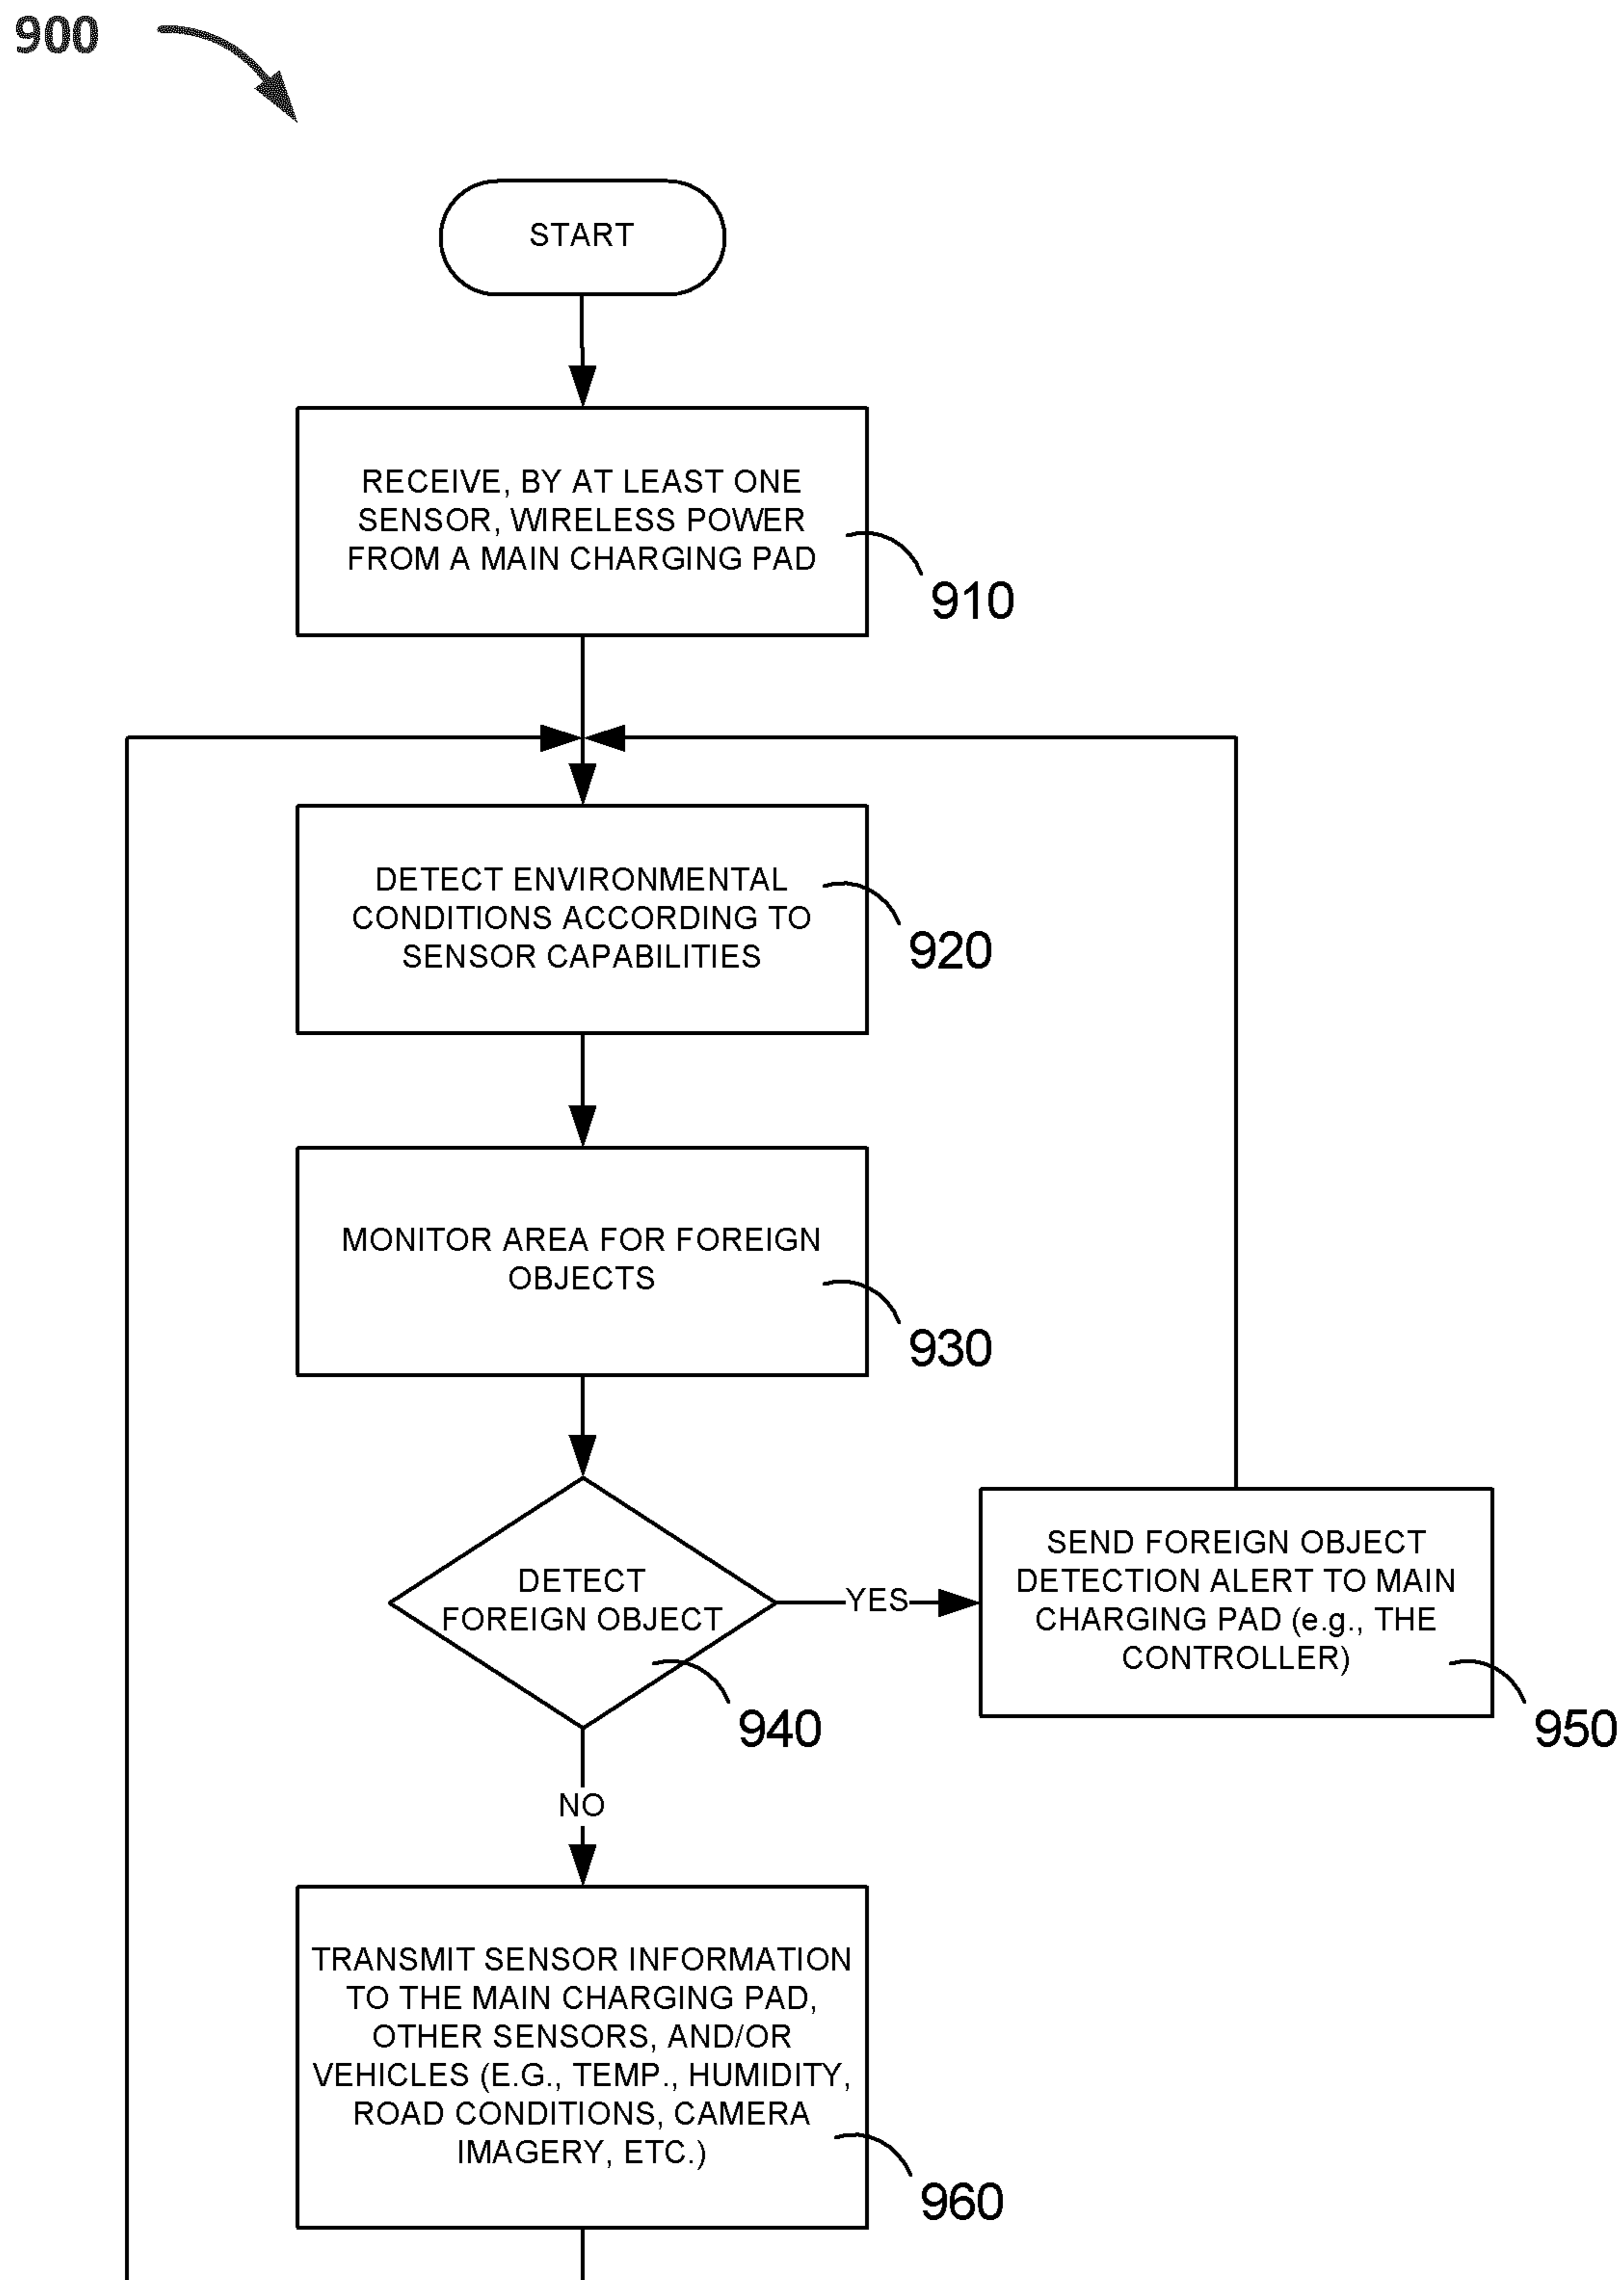 900
START
RECEIVE, BY AT LEAST ONE
SENSOR, WIRELESS POWER
FROM A MAIN CHARGING PAD
910
DETECT ENVIRONMENTAL
CONDITIONS ACCORDING TO
SENSOR CAPABILITIES
920
MONITOR AREA FOR FOREIGN
OBJECTS
930
DETECT
FOREIGN OBJECT
940
YES
SEND FOREIGN OBJECT
DETECTION ALERT TO MAIN
CHARGING PAD (e.g., THE
CONTROLLER)
950
NO
TRANSMIT SENSOR INFORMATION
TO THE MAIN CHARGING PAD,
OTHER SENSORS, AND/OR
VEHICLES (E.G., TEMP., HUMIDITY,
ROAD CONDITIONS, CAMERA
IMAGERY, ETC.)
960